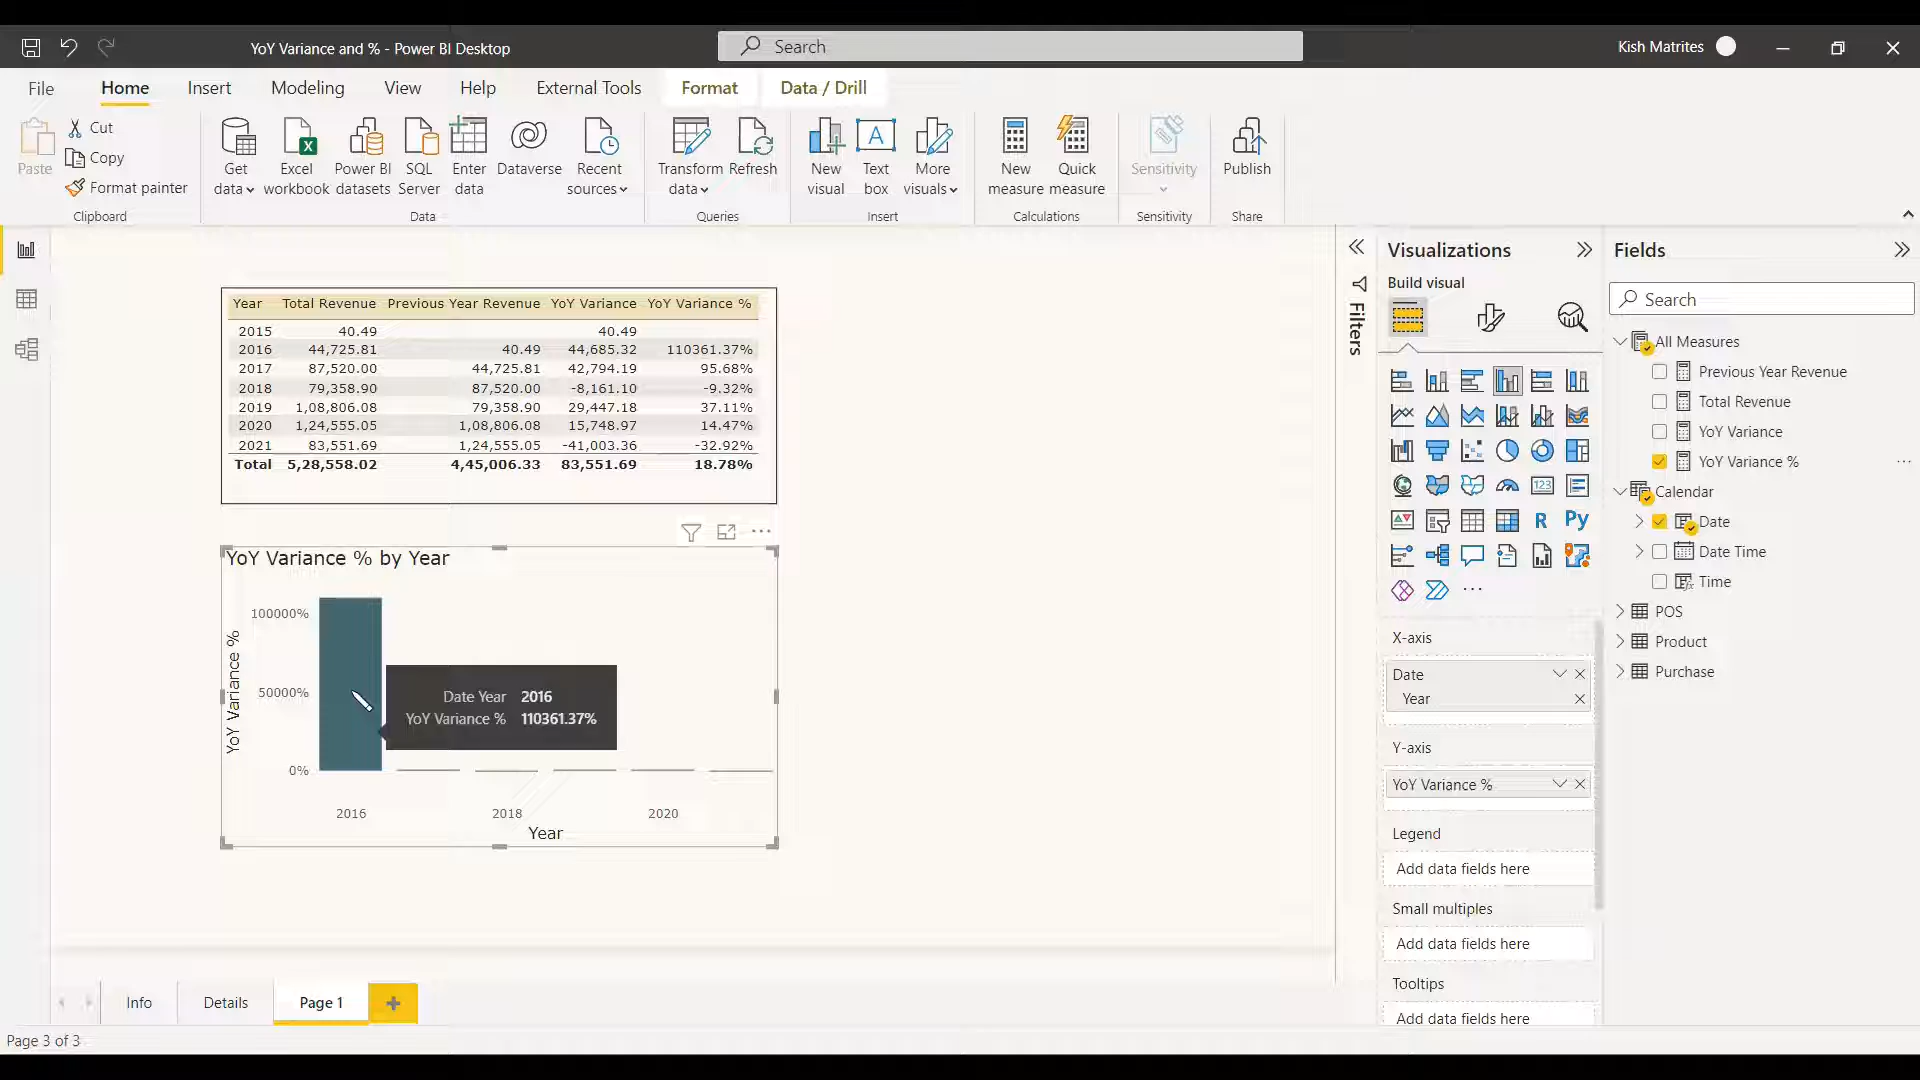 YoY Variance and % - Power BI Desktop
Search
Kish Matrites
File Home Insert Modeling View Help External Tools Format Data / Drill
Paste
Cut
Copy
Format painter
Clipboard
Get data
Excel workbook
Power BI datasets
SQL Server
Enter data
Dataverse
Recent sources
Data
Transform data
Refresh
Queries
New visual
Text box
More visuals
Insert
New measure
Quick measure
Calculations
Sensitivity
Sensitivity
Publish
Share
Year Total Revenue Previous Year Revenue YoY Variance YoY Variance %
2015 40.49 40.49
2016 44,725.81 40.49 44,685.32 110361.37%
2017 87,520.00 44,725.81 42,794.19 95.68%
2018 79,358.90 87,520.00 -8,161.10 -9.32%
2019 1,08,806.08 79,358.90 29,447.18 37.11%
2020 1,24,555.05 1,08,806.08 15,748.97 14.47%
2021 83,551.69 1,24,555.05 -41,003.36 -32.92%
Total 5,28,558.02 4,45,006.33 83,551.69 18.78%
YoY Variance % by Year
YoY Variance %
100000%
50000%
0%
Date Year 2016
YoY Variance % 110361.37%
2016 2018 2020
Year
Filters
Visualizations
Build visual
123
R
Py
X-axis
Date
Year
Y-axis
YoY Variance %
Legend
Add data fields here
Small multiples
Add data fields here
Tooltips
Add data fields here
Fields
Search
All Measures
Previous Year Revenue
Total Revenue
YoY Variance
YoY Variance %
Calendar
Date
Date Time
Time
POS
Product
Purchase
Info Details Page 1
Page 3 of 3